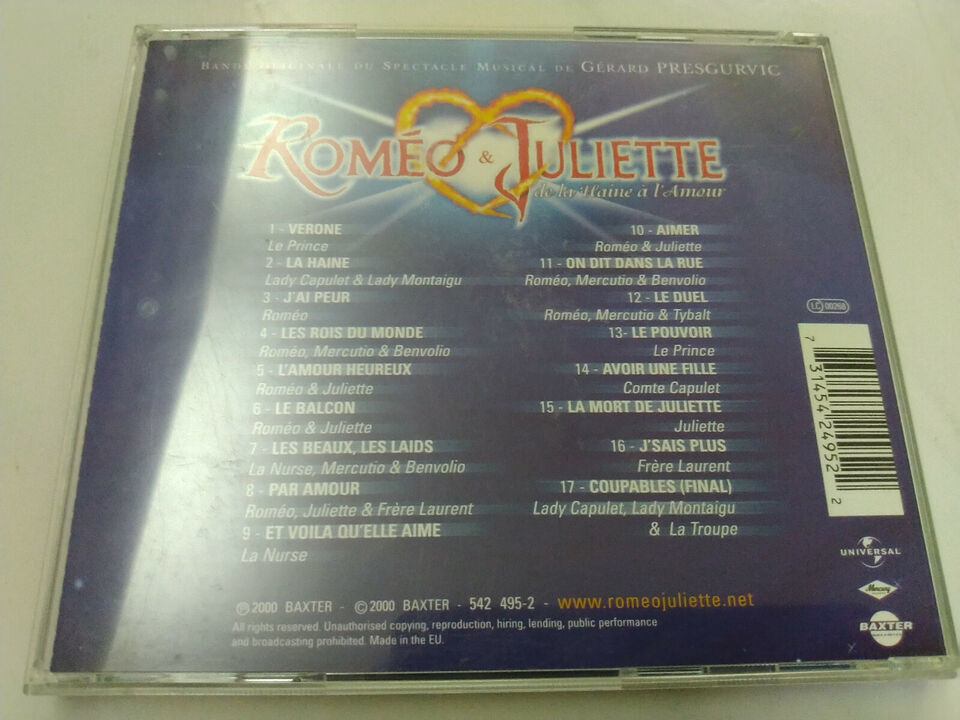 BANDE ORIGINALE DU SPECTACLE MUSICAL DE GÉRARD PRESGURVIC
ROMÉO & JULIETTE
de la Haine à l'Amour
1 - VERONE
Le Prince
2 - LA HAINE
Lady Capulet & Lady Montaigu
3 - J'AI PEUR
Roméo
4 - LES ROIS DU MONDE
Roméo, Mercutio & Benvolio
5 - L'AMOUR HEUREUX
Roméo & Juliette
6 - LE BALCON
Roméo & Juliette
7 - LES BEAUX, LES LAIDS
La Nurse, Mercutio & Benvolio
8 - PAR AMOUR
Roméo, Juliette & Frère Laurent
9 - ET VOILA QU'ELLE AIME
La Nurse
10 - AIMER
Roméo & Juliette
11 - ON DIT DANS LA RUE
Roméo, Mercutio & Benvolio
12 - LE DUEL
Roméo, Mercutio & Tybalt
13- LE POUVOIR
Le Prince
14 - AVOIR UNE FILLE
Comte Capulet
15 - LA MORT DE JULIETTE
Juliette
16 - J'SAIS PLUS
Frère Laurent
17 - COUPABLES (FINAL)
Lady Capulet, Lady Montaigu
& La Troupe
LC 00268
7 31454 24952 2
UNIVERSAL
Mercury
BAXTER
℗ 2000 BAXTER - © 2000 BAXTER - 542 495-2 - www.romeojuliette.net
All rights reserved. Unauthorised copying, reproduction, hiring, lending, public performance
and broadcasting prohibited. Made in the EU.